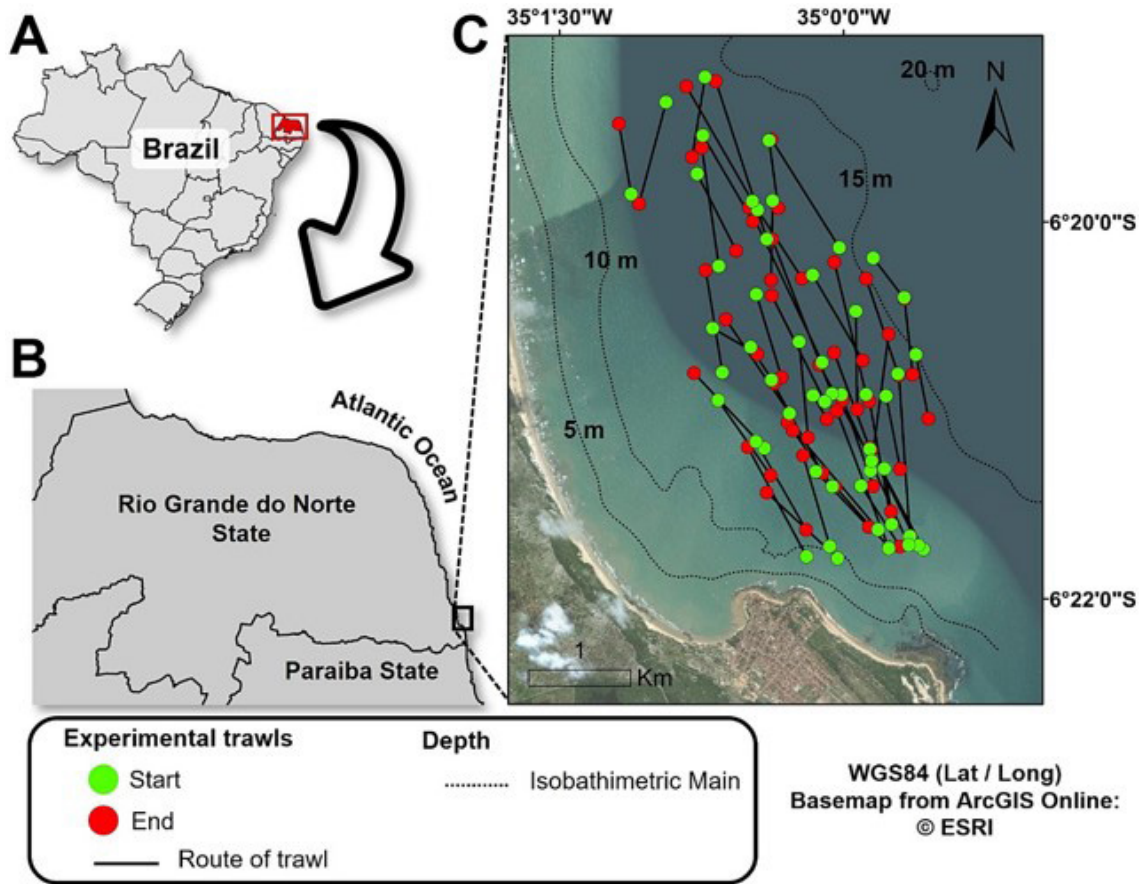 A
Brazil
B
Atlantic Ocean
Rio Grande do Norte
State
Paraiba State
C
35°1'30"W
35°0'0"W
20 m
N
15 m
6°20'0"S
10 m
5 m
6°22'0"S
1
Km
Experimental trawls
Depth
Start
Isobathimetric Main
End
Route of trawl
WGS84 (Lat / Long)
Basemap from ArcGIS Online:
© ESRI